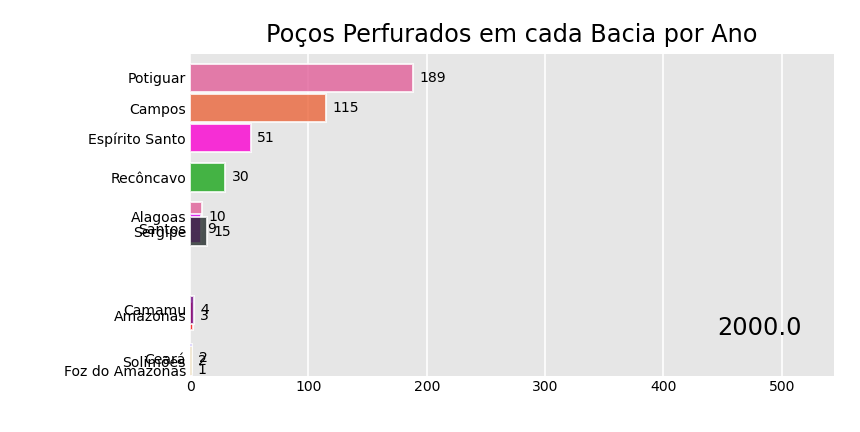 Poços Perfurados em cada Bacia por Ano
Potiguar 189
Campos 115
Espírito Santo 51
Recôncavo 30
Alagoas 10
Santos 9
Sergipe 15
Camamu 4
Amazonas 3
2000.0
Ceará 2
Solimões 2
Foz do Amazonas 1
0 100 200 300 400 500